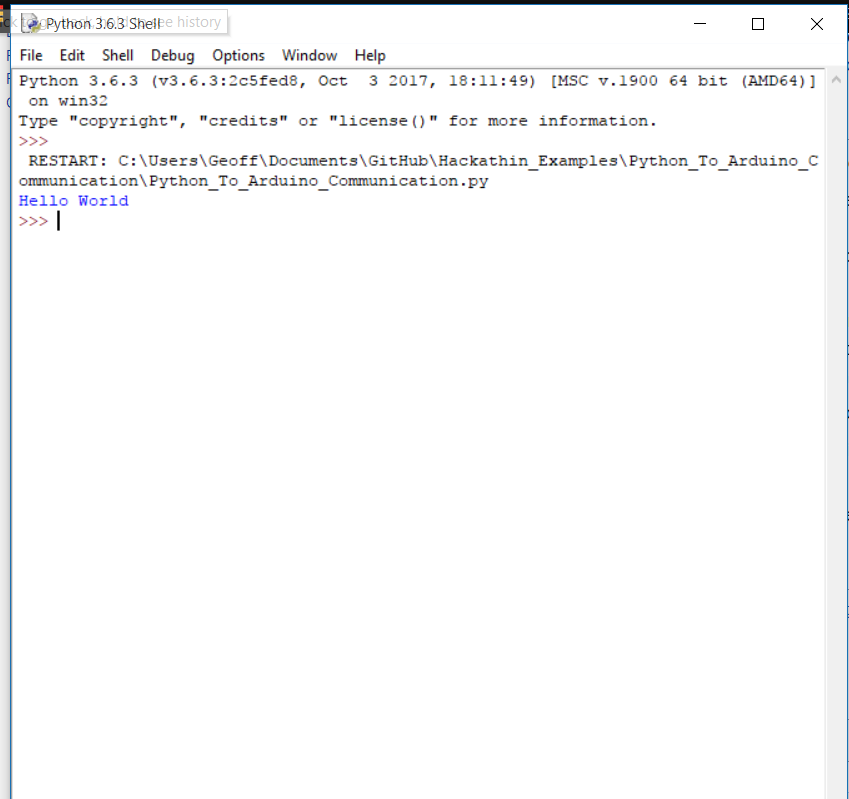 Python 3.6.3 Shell
see history
File Edit Shell Debug Options Window Help
Python 3.6.3 (v3.6.3:2c5fed8, Oct  3 2017, 18:11:49) [MSC v.1900 64 bit (AMD64)]
 on win32
Type "copyright", "credits" or "license()" for more information.
>>>
 RESTART: C:\Users\Geoff\Documents\GitHub\Hackathin_Examples\Python_To_Arduino_C
ommunication\Python_To_Arduino_Communication.py
Hello World
>>>